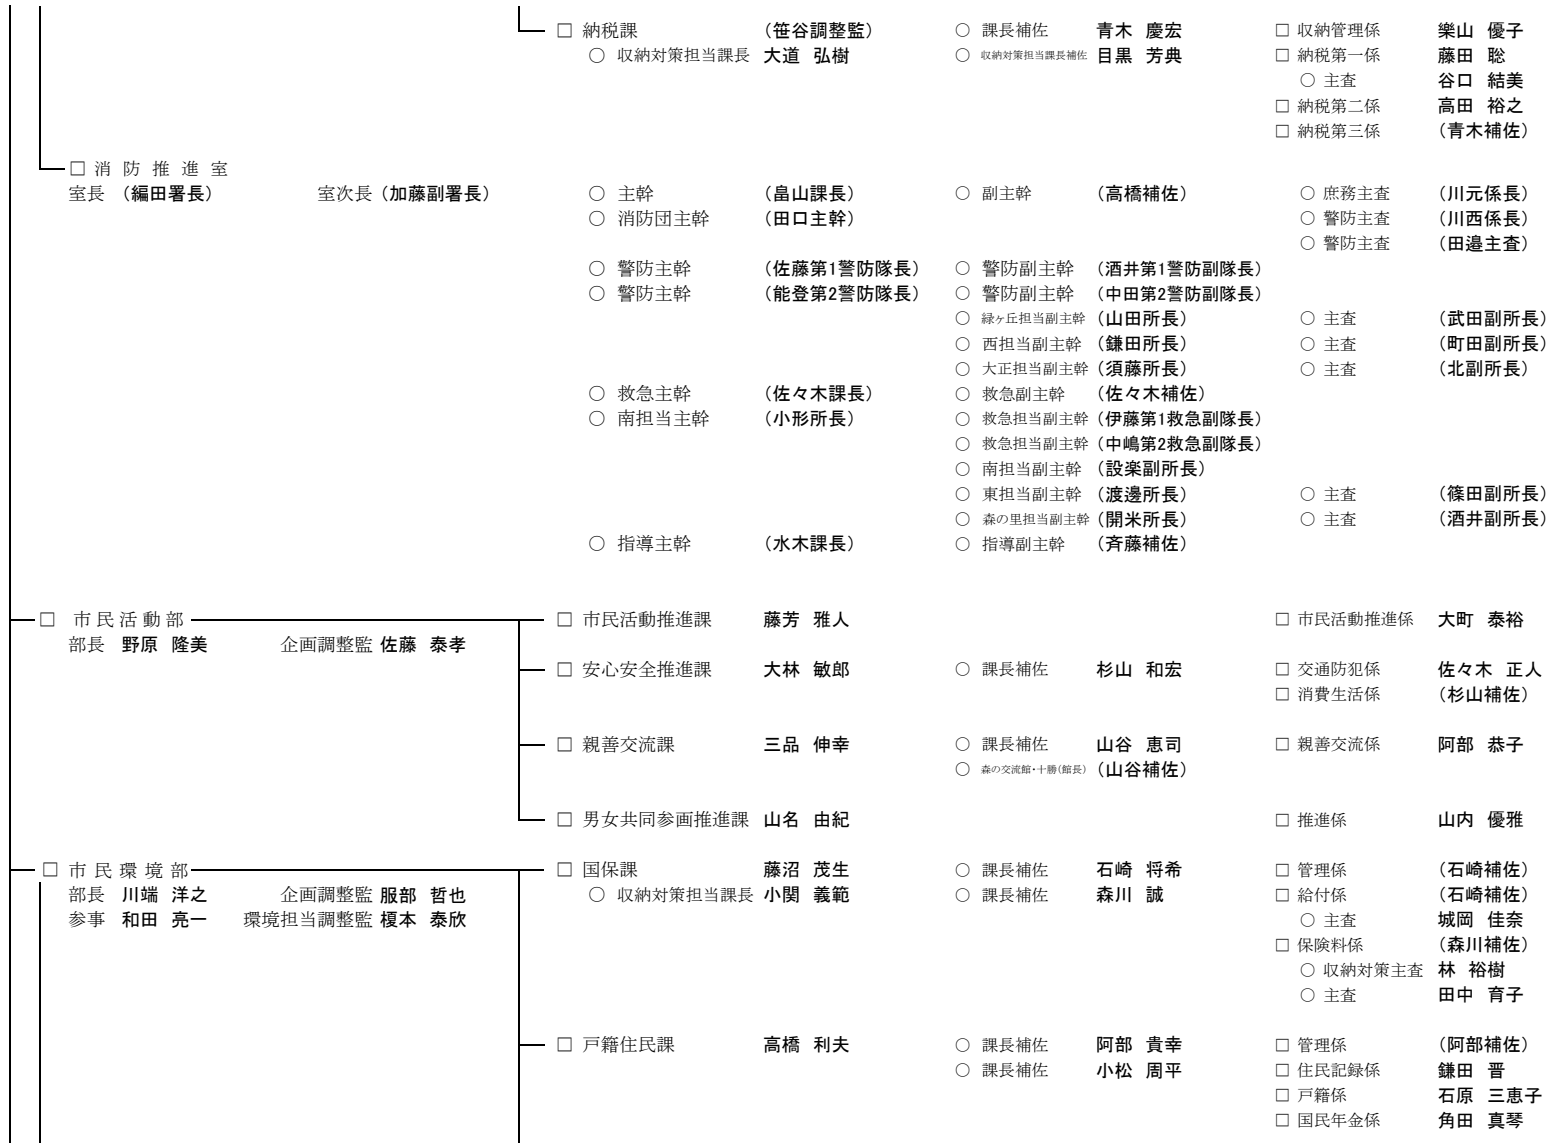 □ 納税課 （笹谷調整監） ○ 課長補佐 青木 慶宏 □ 収納管理係 樂山 優子
○ 収納対策担当課長 大道 弘樹 ○ 収納対策担当課長補佐 目黒 芳典 □ 納税第一係 藤田 聡
○ 主査 谷口 結美
□ 納税第二係 高田 裕之
□ 納税第三係 （青木補佐）
□ 消防推進室
室長 （編田署長） 室次長 （加藤副署長） ○ 主幹 （畠山課長） ○ 副主幹 （高橋補佐） ○ 庶務主査 （川元係長）
○ 消防団主幹 （田口主幹） ○ 警防主査 （川西係長）
○ 警防主査 （田邉主査）
○ 警防主幹 （佐藤第1警防隊長） ○ 警防副主幹 （酒井第1警防副隊長）
○ 警防主幹 （能登第2警防隊長） ○ 警防副主幹 （中田第2警防副隊長）
○ 緑ヶ丘担当副主幹 （山田所長） ○ 主査 （武田副所長）
○ 西担当副主幹 （鎌田所長） ○ 主査 （町田副所長）
○ 大正担当副主幹 （須藤所長） ○ 主査 （北副所長）
○ 救急主幹 （佐々木課長） ○ 救急副主幹 （佐々木補佐）
○ 南担当主幹 （小形所長） ○ 救急担当副主幹 （伊藤第1救急副隊長）
○ 救急担当副主幹 （中嶋第2救急副隊長）
○ 南担当副主幹 （設楽副所長）
○ 東担当副主幹 （渡邊所長） ○ 主査 （篠田副所長）
○ 森の里担当副主幹 （開米所長） ○ 主査 （酒井副所長）
○ 指導主幹 （水木課長） ○ 指導副主幹 （斉藤補佐）
□ 市民活動部 □ 市民活動推進課 藤芳 雅人 □ 市民活動推進係 大町 泰裕
部長 野原 隆美 企画調整監 佐藤 泰孝
□ 安心安全推進課 大林 敏郎 ○ 課長補佐 杉山 和宏 □ 交通防犯係 佐々木 正人
□ 消費生活係 （杉山補佐）
□ 親善交流課 三品 伸幸 ○ 課長補佐 山谷 恵司 □ 親善交流係 阿部 恭子
○ 森の交流館・十勝(館長) （山谷補佐）
□ 男女共同参画推進課 山名 由紀 □ 推進係 山内 優雅
□ 市民環境部 □ 国保課 藤沼 茂生 ○ 課長補佐 石崎 将希 □ 管理係 （石崎補佐）
部長 川端 洋之 企画調整監 服部 哲也 ○ 収納対策担当課長 小関 義範 ○ 課長補佐 森川 誠 □ 給付係 （石崎補佐）
参事 和田 亮一 環境担当調整監 榎本 泰欣 ○ 主査 城岡 佳奈
□ 保険料係 （森川補佐）
○ 収納対策主査 林 裕樹
○ 主査 田中 育子
□ 戸籍住民課 高橋 利夫 ○ 課長補佐 阿部 貴幸 □ 管理係 （阿部補佐）
○ 課長補佐 小松 周平 □ 住民記録係 鎌田 晋
□ 戸籍係 石原 三恵子
□ 国民年金係 角田 真琴